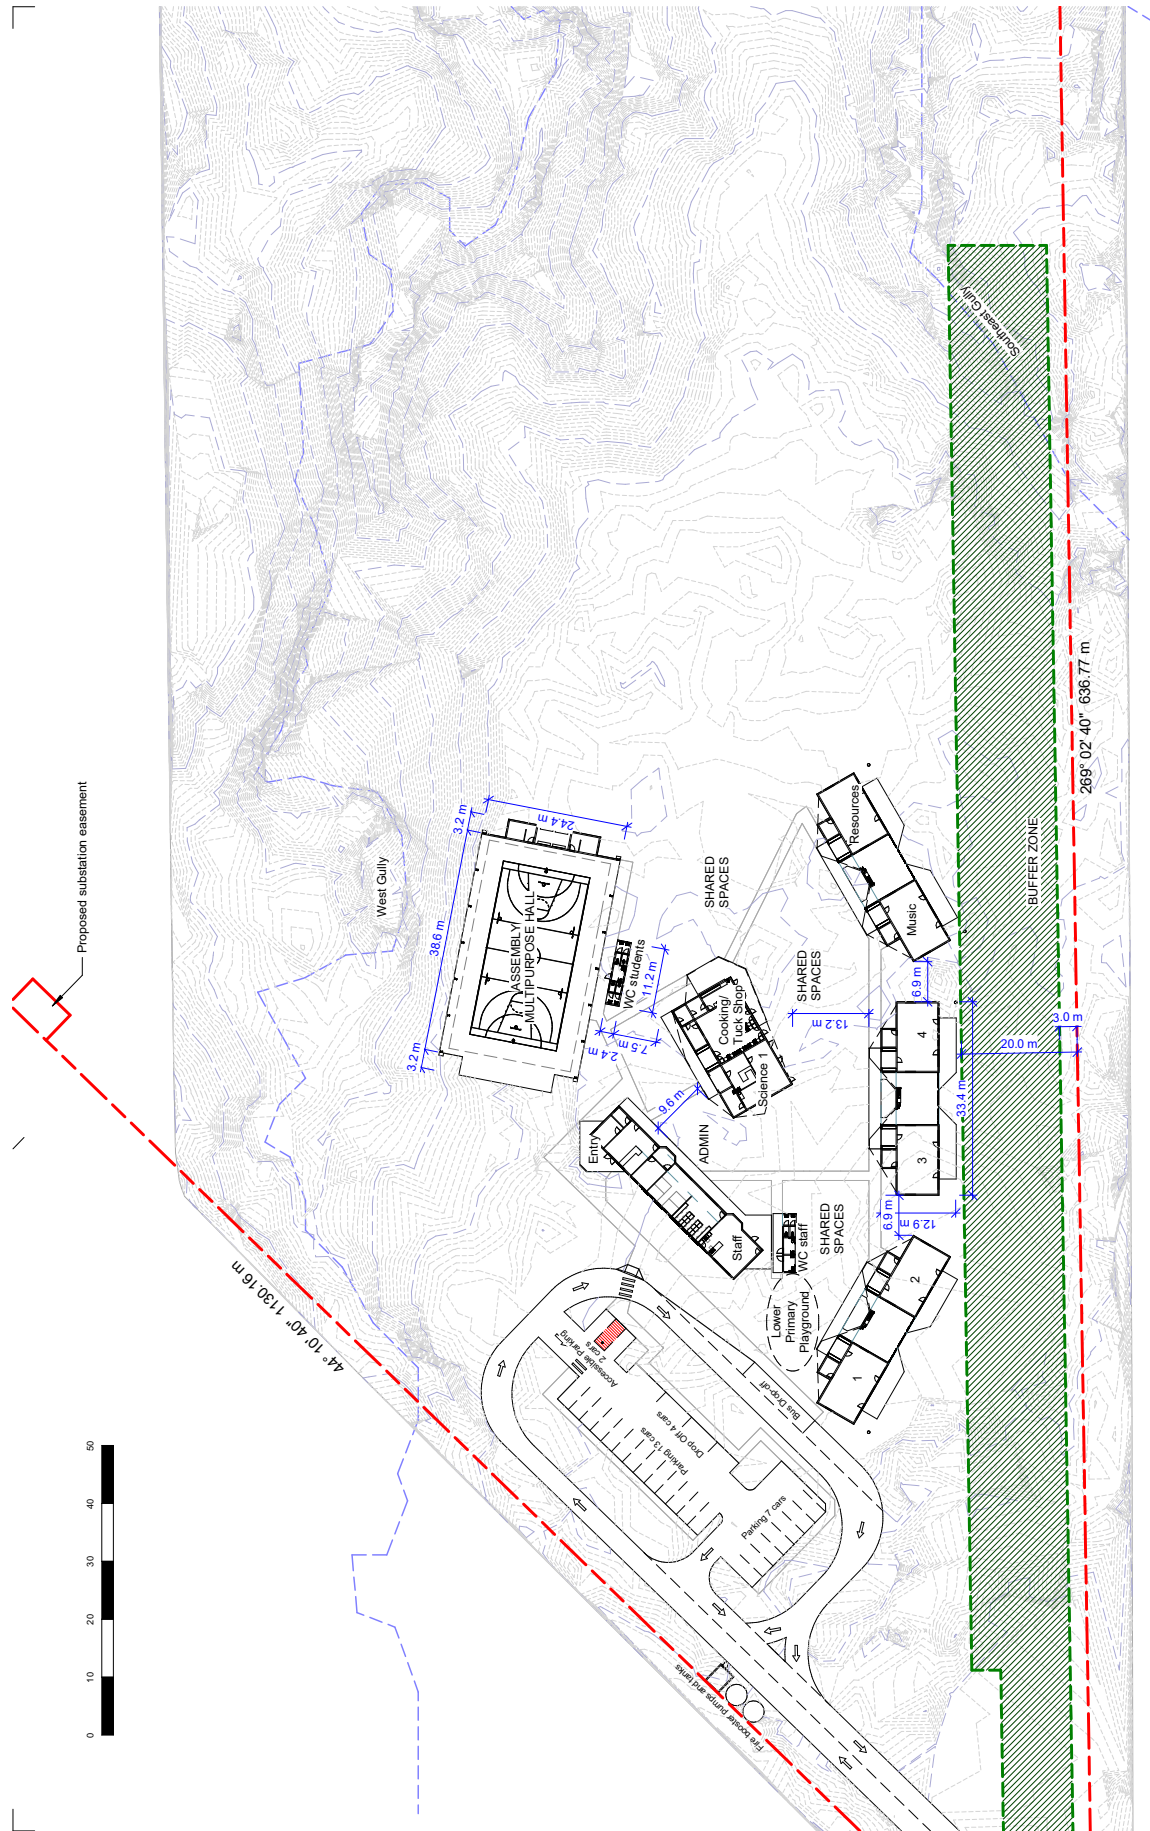 Proposed substation easement
West Gully
Southeast Gully
269° 02' 40"  636.77 m
BUFFER ZONE
3.2 m
24.4 m
38.6 m
3.2 m
ASSEMBLY/
MULTIPURPOSE HALL
WC students
11.2 m
2.4 m
7.5 m
SHARED
SPACES
Resources
Music
SHARED
SPACES
6.9 m
13.2 m
Cooking/
Tuck Shop
Science 1
9.6 m
ADMIN
Entry
Staff
WC staff
SHARED
SPACES
Lower
Primary
Playground
4
3
33.4 m
3.0 m
20.0 m
6.9 m
12.9 m
2
1
44° 10' 40"  1130.16 m
Accessible Parking
2 cars
Drop Off 4 cars
Parking 13 cars
Parking 7 cars
Bus Drop-off
Fire booster pumps and tanks
0
10
20
30
40
50